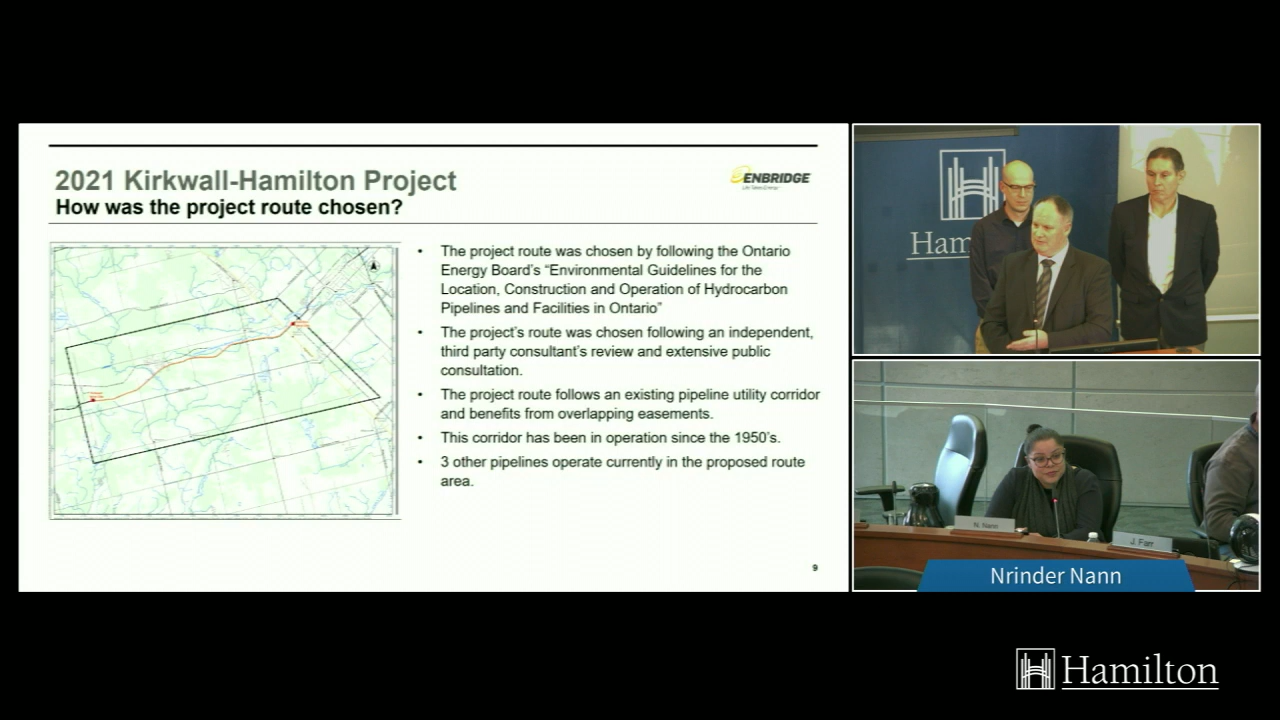 2021 Kirkwall-Hamilton Project
How was the project route chosen?
ENBRIDGE
Life Takes Energy
• The project route was chosen by following the Ontario
Energy Board's “Environmental Guidelines for the
Location, Construction and Operation of Hydrocarbon
Pipelines and Facilities in Ontario”
• The project's route was chosen following an independent,
third party consultant's review and extensive public
consultation.
• The project route follows an existing pipeline utility corridor
and benefits from overlapping easements.
• This corridor has been in operation since the 1950's.
• 3 other pipelines operate currently in the proposed route
area.
9
Ham
N. Nann
J. Farr
Nrinder Nann
Hamilton